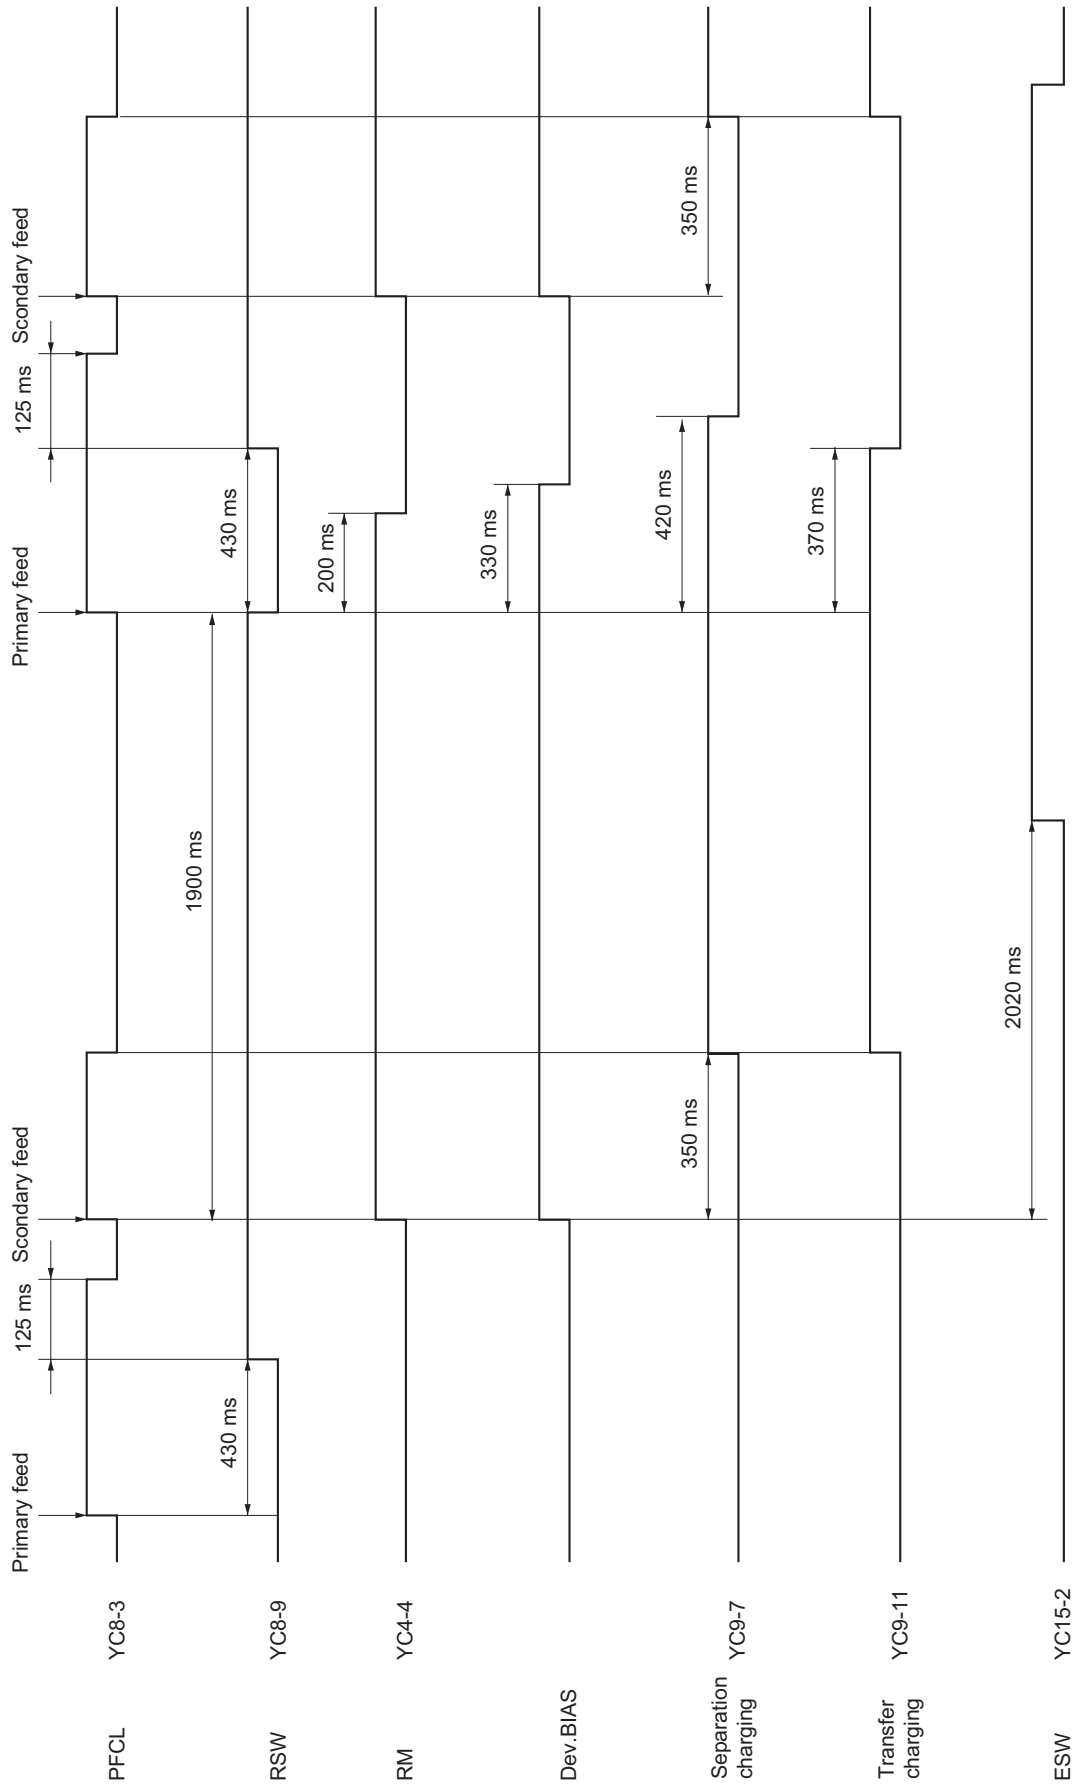 Primary feed
125 ms
Scondary feed
Primary feed
125 ms
Scondary feed
PFCL
YC8-3
1900 ms
RSW
YC8-9
430 ms
430 ms
RM
YC4-4
200 ms
Dev.BIAS
330 ms
Separation
charging
YC9-7
350 ms
420 ms
350 ms
Transfer
charging
YC9-11
370 ms
ESW
YC15-2
2020 ms